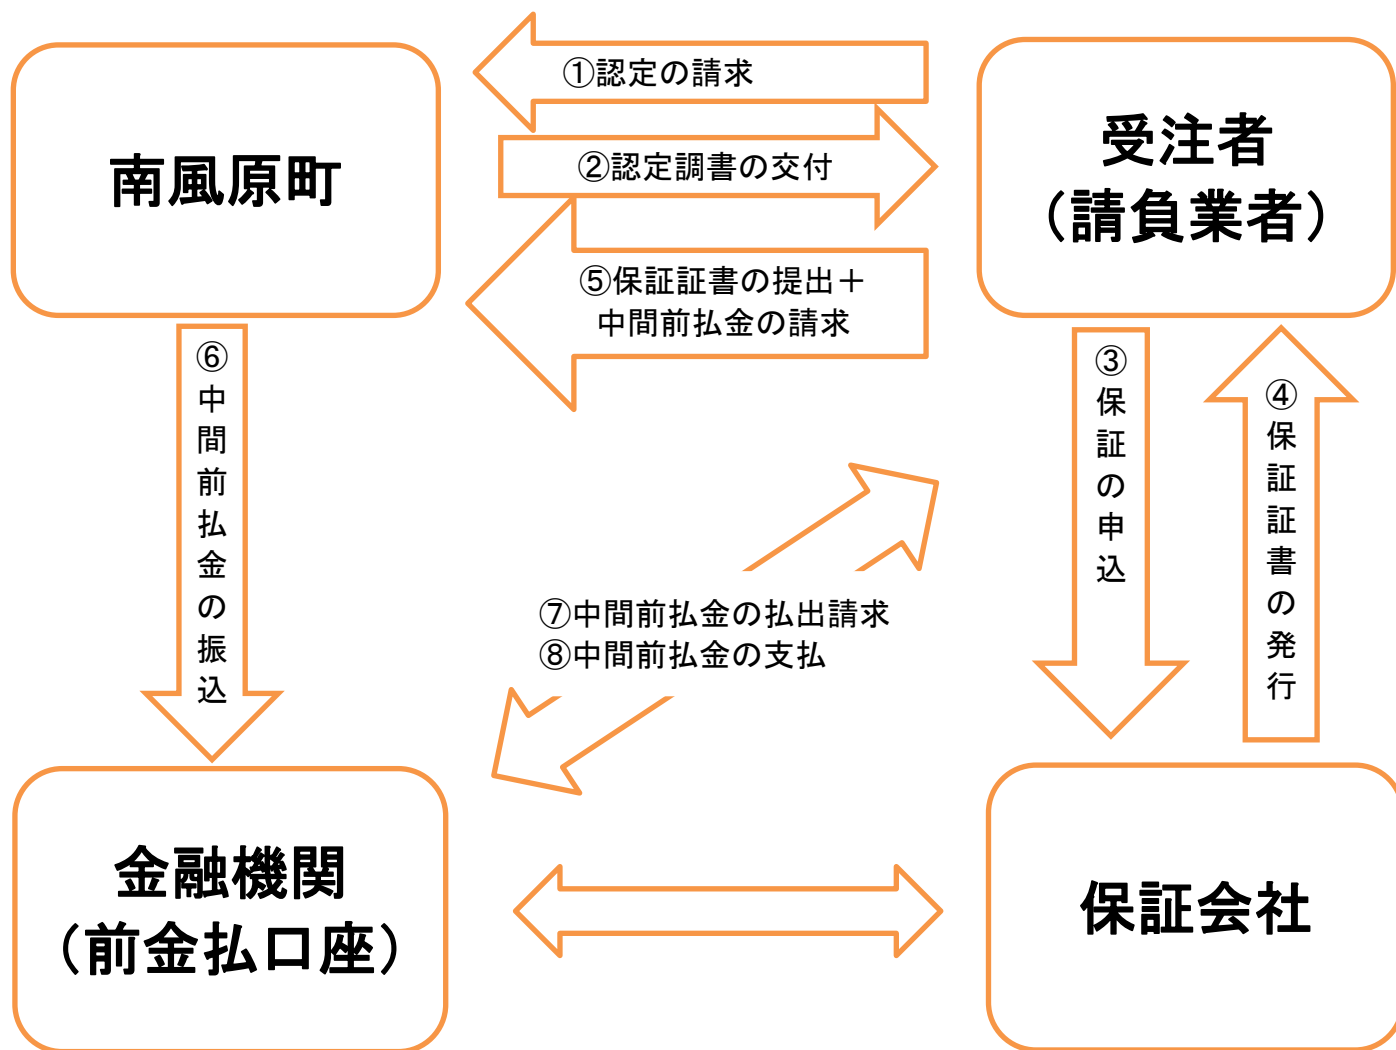 ①認定の請求
南風原町
受注者
（請負業者）
②認定調書の交付
⑤保証証書の提出＋
中間前払金の請求
⑥中間前払金の振込
③保証の申込
④保証証書の発行
⑦中間前払金の払出請求
⑧中間前払金の支払
金融機関
（前金払口座）
保証会社